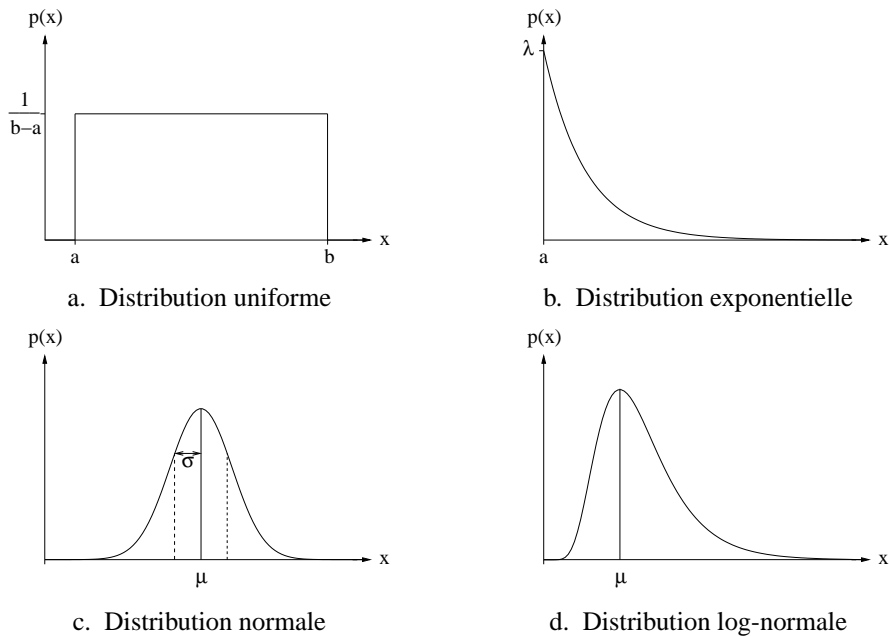 p(x)
1
b−a
a
b
x
a. Distribution uniforme
p(x)
λ
a
x
b. Distribution exponentielle
p(x)
σ
μ
x
c. Distribution normale
p(x)
μ
x
d. Distribution log-normale